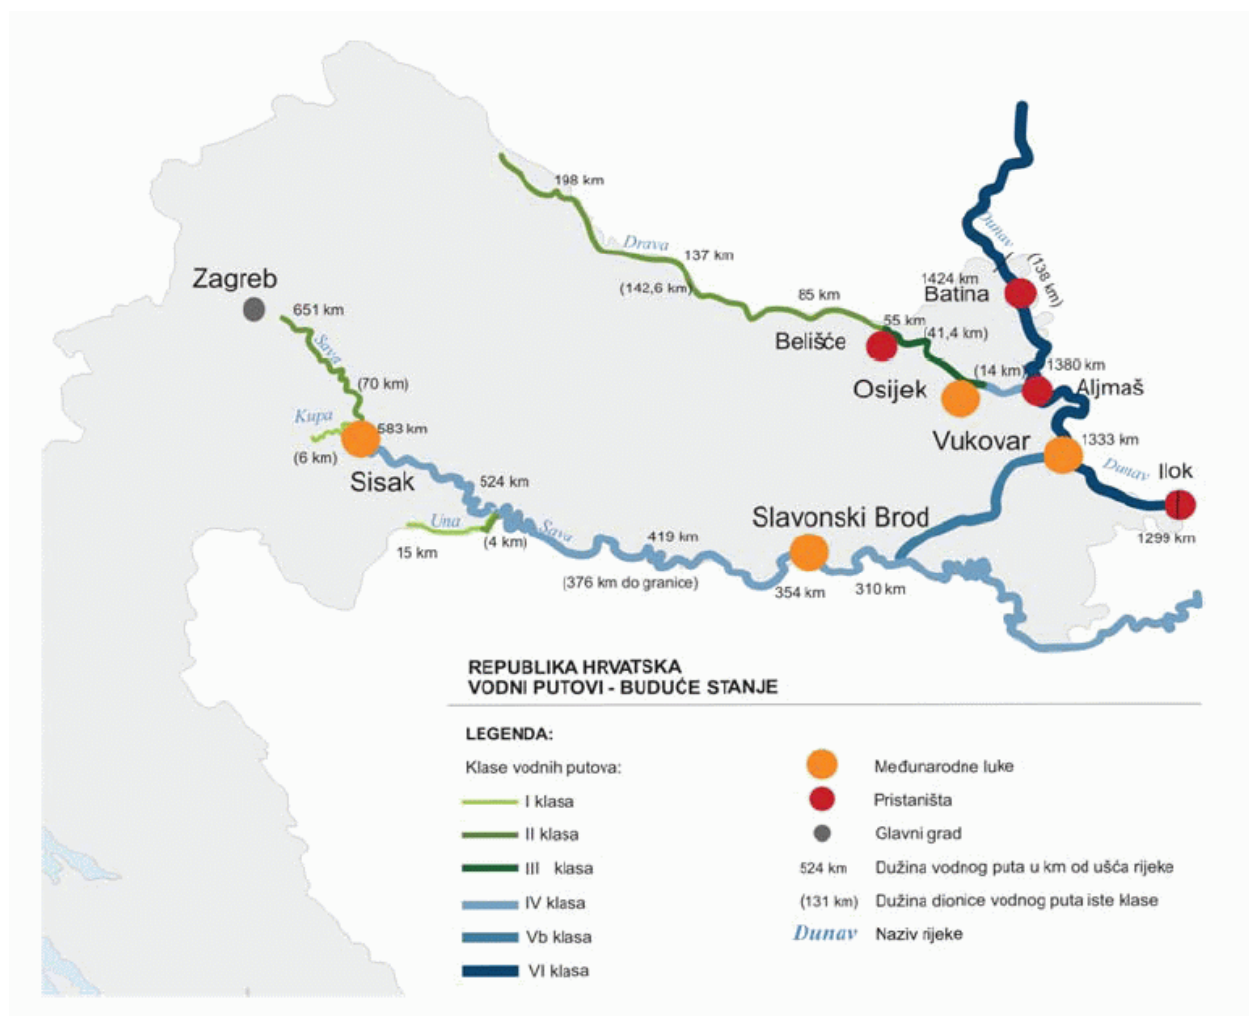 198 km
Drava
137 km
(142,6 km)
Dunav
(138 km)
1424 km
Batina
Zagreb
651 km
Sava
(70 km)
85 km
55 km
Belišće
(41,4 km)
(14 km)
1380 km
Osijek
Aljmaš
Kupa
583 km
(6 km)
Sisak
Vukovar
1333 km
Dunav
Ilok
1299 km
524 km
Una
Sava
15 km
(4 km)
419 km
(376 km do granice)
Slavonski Brod
354 km
310 km
REPUBLIKA HRVATSKA
VODNI PUTOVI - BUDUĆE STANJE
LEGENDA:
Klase vodnih putova:
I klasa
II klasa
III klasa
IV klasa
Vb klasa
VI klasa
Međunarodne luke
Pristaništa
Glavni grad
524 km Dužina vodnog puta u km od ušća rijeke
(131 km) Dužina dionice vodnog puta iste klase
Dunav Naziv rijeke